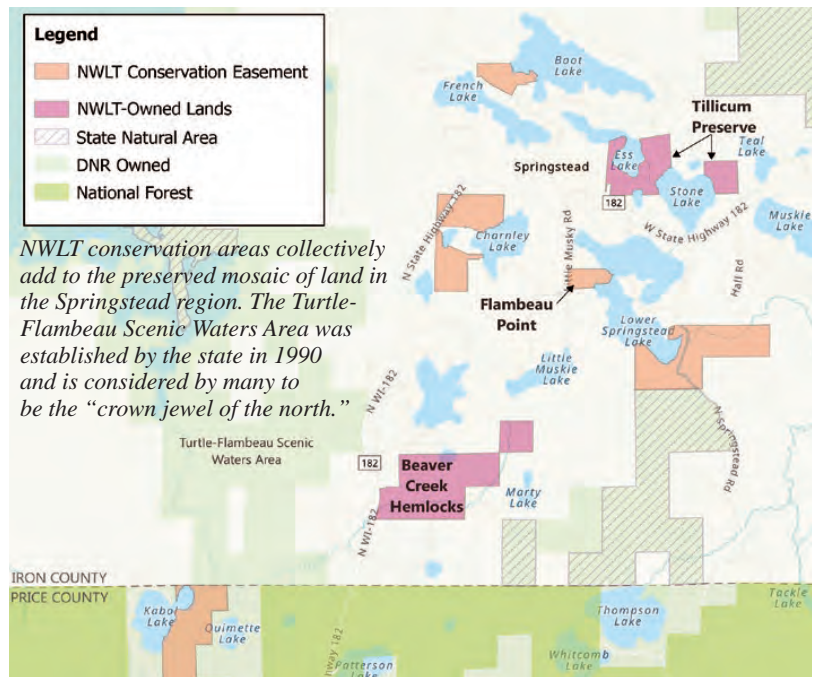 Legend
NWLT Conservation Easement
NWLT-Owned Lands
State Natural Area
DNR Owned
National Forest
NWLT conservation areas collectively
add to the preserved mosaic of land in
the Springstead region. The Turtle-
Flambeau Scenic Waters Area was
established by the state in 1990
and is considered by many to
be the “crown jewel of the north.”
Boot
Lake
French
Lake
Tillicum
Preserve
Teal
Lake
Ess
Lake
Springstead
Stone
Lake
182
N State Highway 182
W State Highway 182
Muskie
Lake
Charnley
Lake
Little Musky Rd
Hall Rd
Flambeau
Point
Lower
Springstead
Lake
Little
Muskie
Lake
N WI-182
N Springstead Rd
Turtle-Flambeau Scenic
Waters Area
182
Beaver
Creek
Hemlocks
Marty
Lake
N WI-182
IRON COUNTY
PRICE COUNTY
Kabo
Lake
Ouimette
Lake
hway 182
Patterson
Lake
Thompson
Lake
Whitcomb
Lake
Tackle
Lake